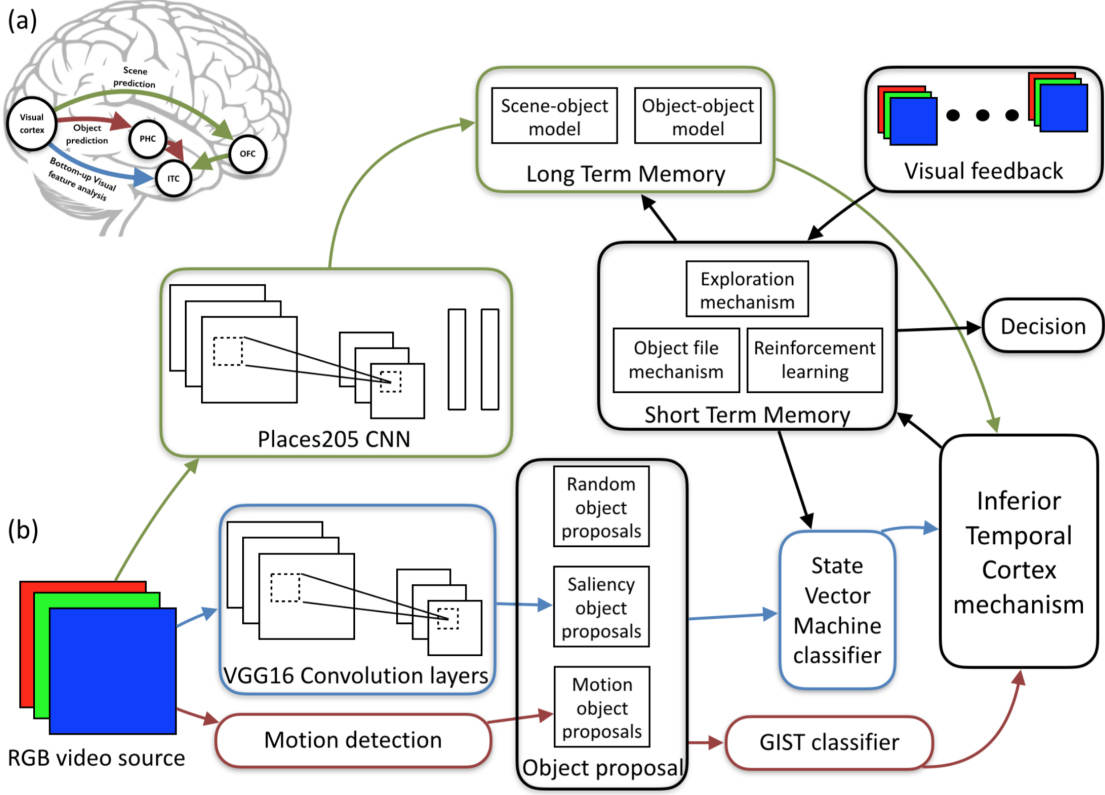 (a)
Scene
prediction
Visual
cortex
Object
prediction
PHC
OFC
ITC
Bottom-up Visual
feature analysis
Scene-object
model
Object-object
model
Long Term Memory
Visual feedback
Exploration
mechanism
Object file
mechanism
Reinforcement
learning
Short Term Memory
Decision
Places205 CNN
(b)
RGB video source
VGG16 Convolution layers
Motion detection
Random
object
proposals
Saliency
object
proposals
Motion
object
proposals
Object proposal
State
Vector
Machine
classifier
GIST classifier
Inferior
Temporal
Cortex
mechanism